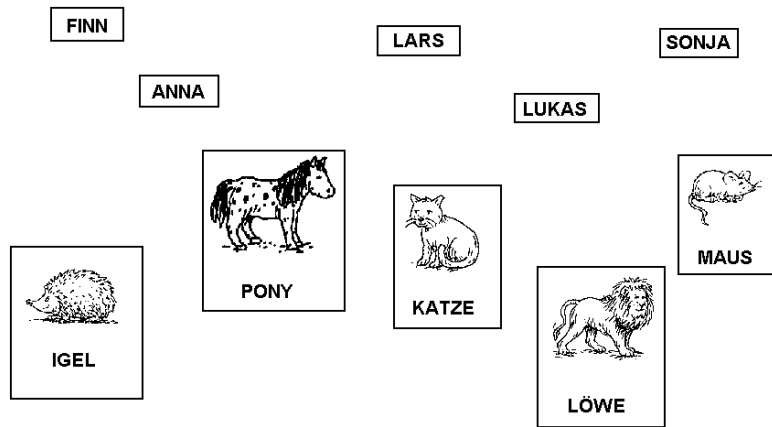 FINN
LARS
SONJA
ANNA
LUKAS
PONY
KATZE
MAUS
IGEL
LÖWE